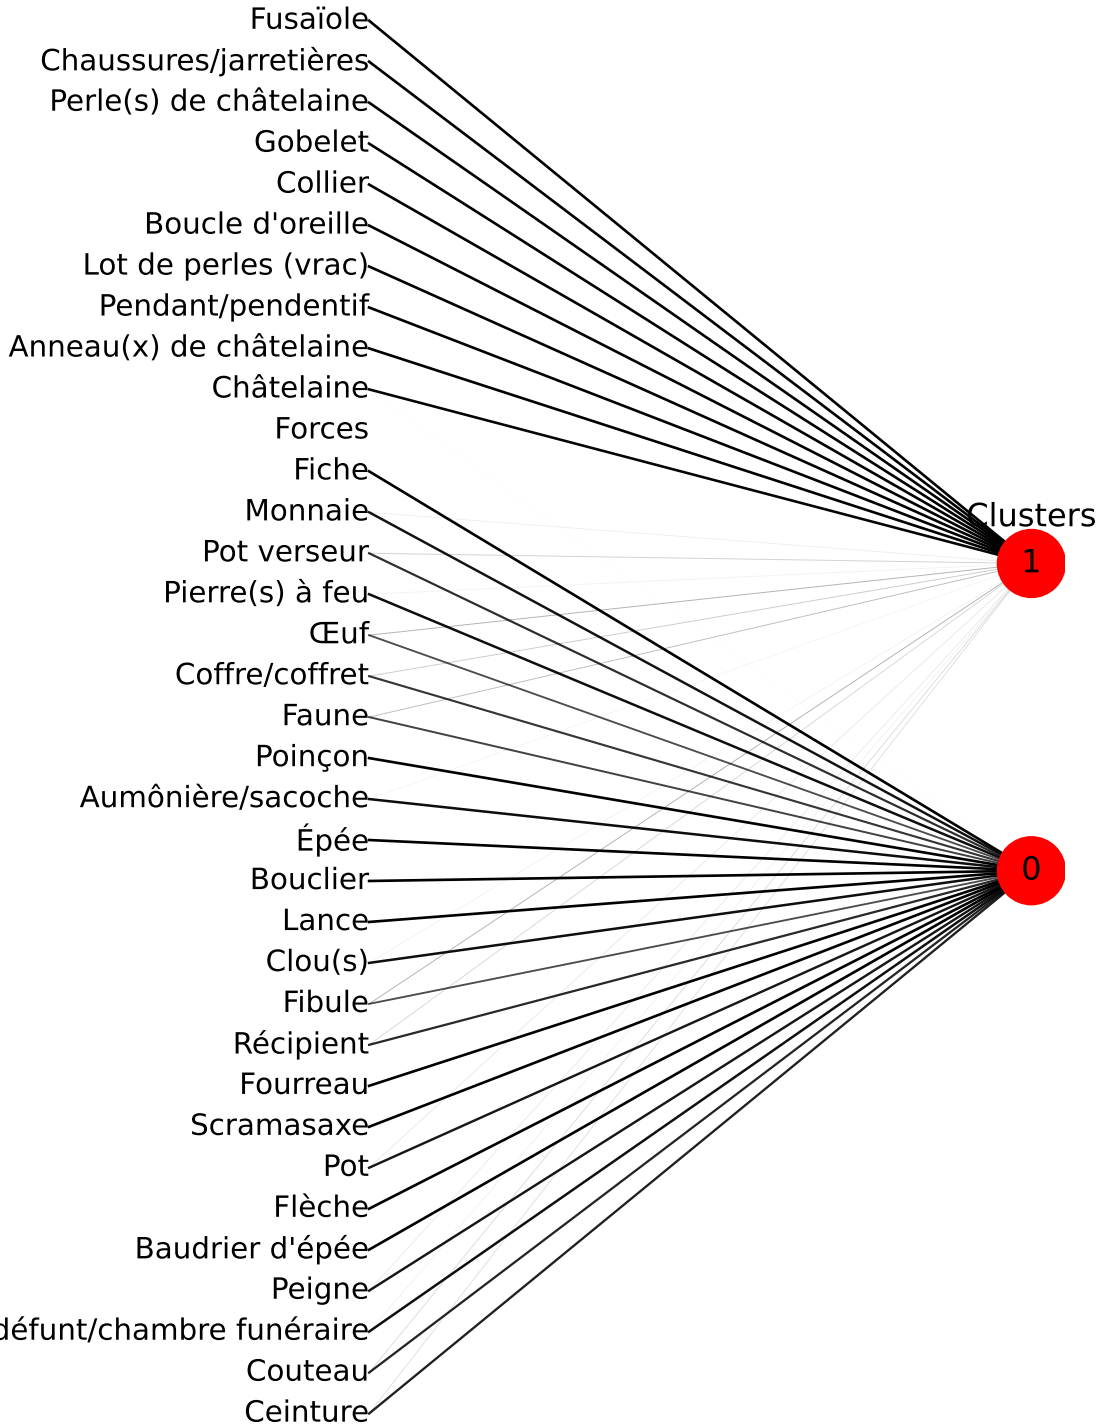 Fusaïole
Chaussures/jarretières
Perle(s) de châtelaine
Gobelet
Collier
Boucle d'oreille
Lot de perles (vrac)
Pendant/pendentif
Anneau(x) de châtelaine
Châtelaine
Forces
Fiche
Monnaie
Clusters
Pot verseur
1
Pierre(s) à feu
Œuf
Coffre/coffret
Faune
Poinçon
Aumônière/sacoche
Épée
0
Bouclier
Lance
Clou(s)
Fibule
Récipient
Fourreau
Scramasaxe
Pot
Flèche
Baudrier d'épée
Peigne
défunt/chambre funéraire
Couteau
Ceinture